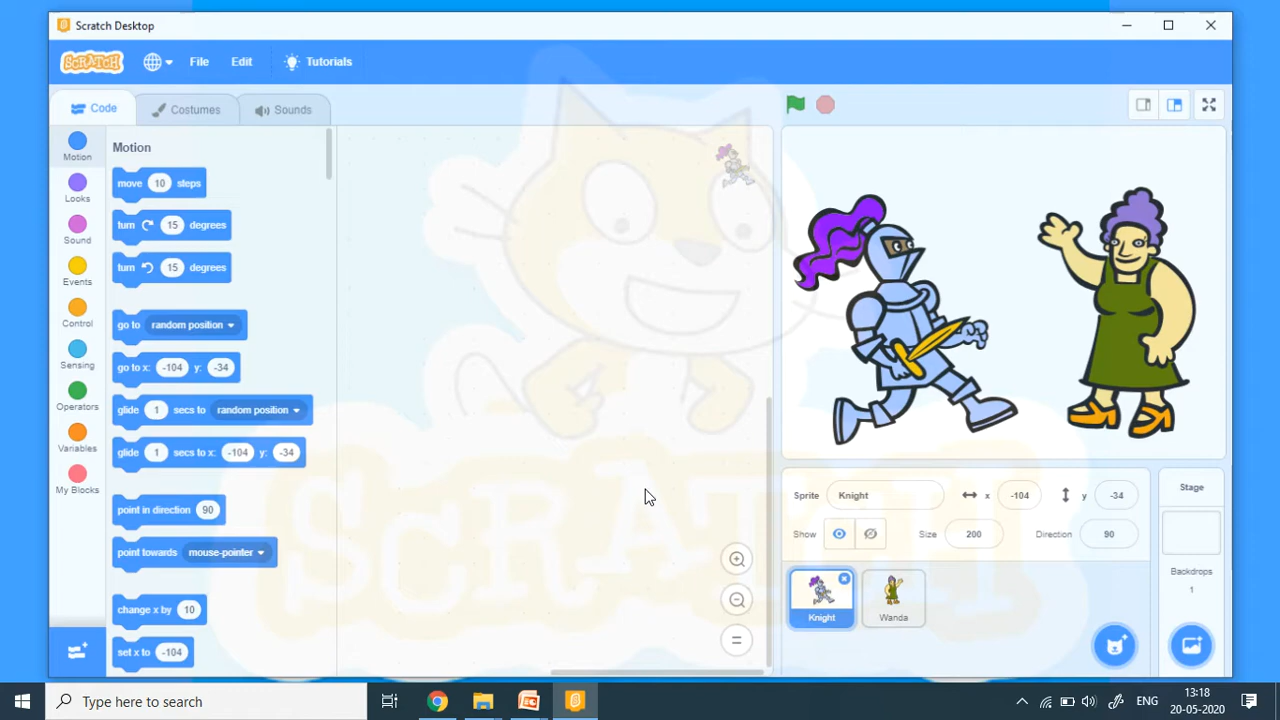 Scratch Desktop
SCRATCH File Edit Tutorials
Code Costumes Sounds
Motion
Looks
Sound
Events
Control
Sensing
Operators
Variables
My Blocks
Motion
move 10 steps
turn 15 degrees
turn 15 degrees
go to random position
go to x: -104 y: -34
glide 1 secs to random position
glide 1 secs to x: -104 y: -34
point in direction 90
point towards mouse-pointer
change x by 10
set x to -104
SCRATCH
Sprite Knight x -104 y -34
Show Size 200 Direction 90
Knight Wanda
Stage
Backdrops
1
Type here to search
ENG
13:18
20-05-2020